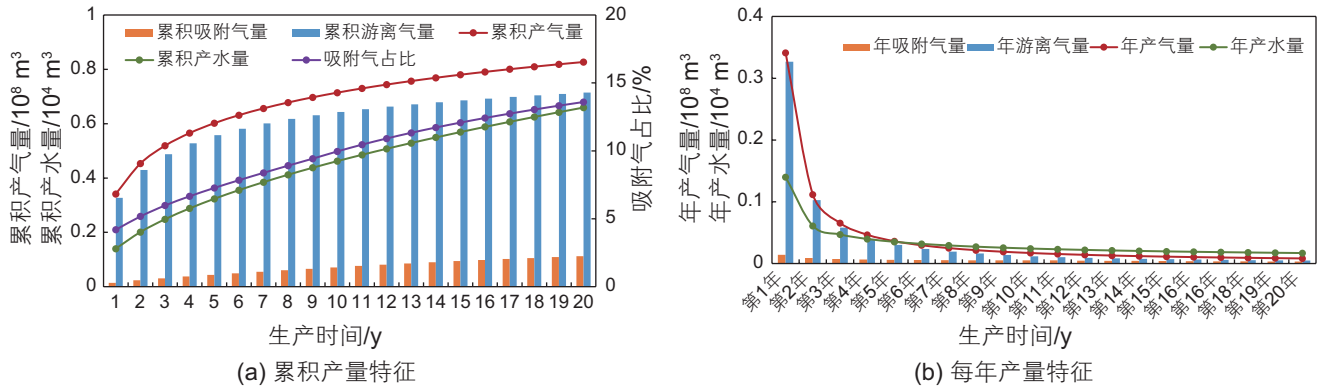 累积吸附气量 累积游离气量 累积产气量
累积产水量 吸附气占比
累积产气量/10⁸ m³
累积产水量/10⁴ m³
1
0.8
0.6
0.4
0.2
0
20
15
10
5
0
吸附气占比/%
1 2 3 4 5 6 7 8 9 10 11 12 13 14 15 16 17 18 19 20
生产时间/y
(a) 累积产量特征
年吸附气量 年游离气量 年产气量 年产水量
年产气量/10⁸ m³
年产水量/10⁴ m³
0.4
0.3
0.2
0.1
0
第1年 第2年 第3年 第4年 第5年 第6年 第7年 第8年 第9年 第10年 第11年 第12年 第13年 第14年 第15年 第16年 第16年 第18年 第19年 第20年
生产时间/y
(b) 每年产量特征